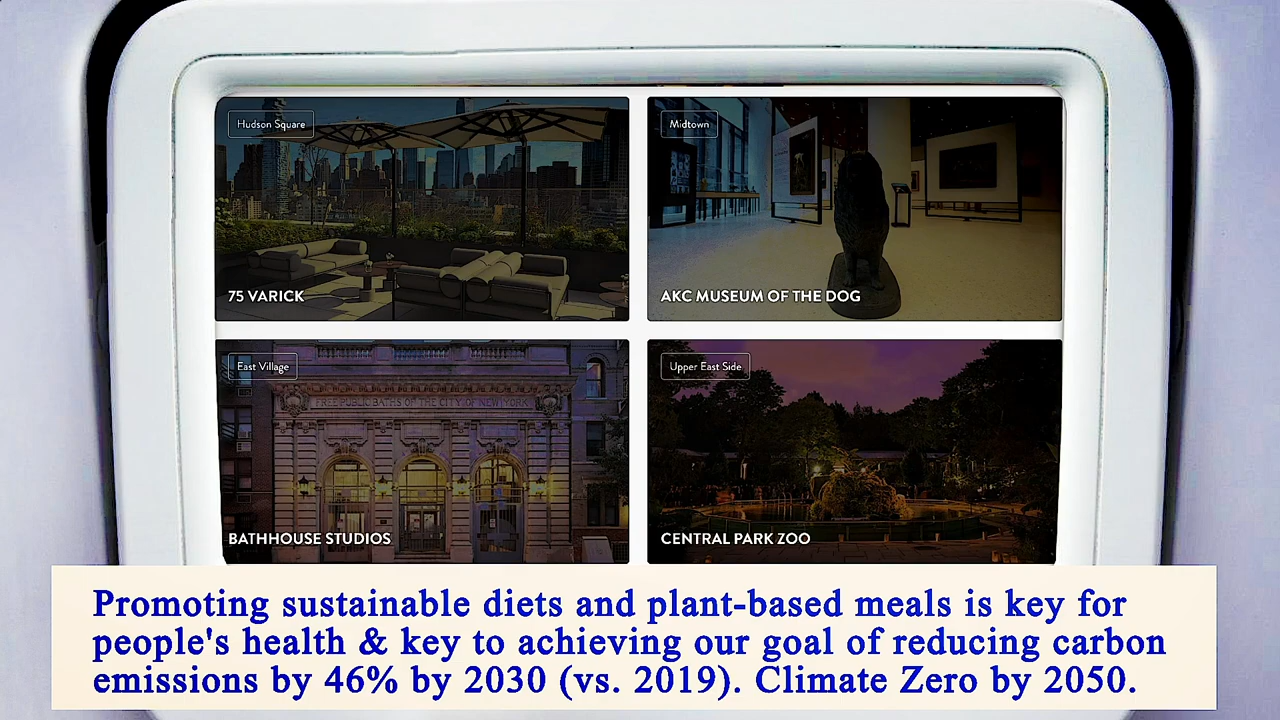 Hudson Square
75 VARICK
Midtown
AKC MUSEUM OF THE DOG
East Village
FREE PUBLIC BATHS OF THE CITY OF NEW YORK
BATHHOUSE STUDIOS
Upper East Side
CENTRAL PARK ZOO
Promoting sustainable diets and plant-based meals is key for
people's health & key to achieving our goal of reducing carbon
emissions by 46% by 2030 (vs. 2019). Climate Zero by 2050.